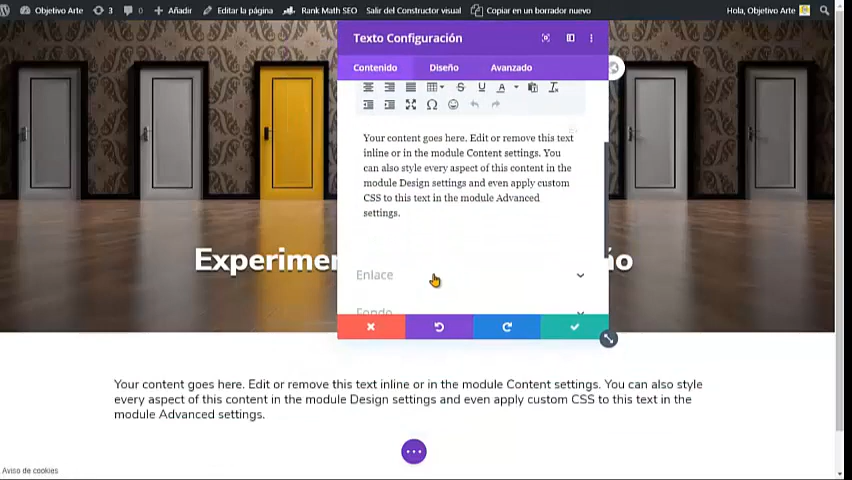 Objetivo Arte 3 0 Añadir Editar la página Rank Math SEO Salir del Constructor visual Copiar en un borrador nuevo Hola, Objetivo Arte
Texto Configuración
Contenido Diseño Avanzado
Your content goes here. Edit or remove this text
inline or in the module Content settings. You
can also style every aspect of this content in the
module Design settings and even apply custom
CSS to this text in the module Advanced
settings.
Enlace
Fondo
Your content goes here. Edit or remove this text inline or in the module Content settings. You can also style
every aspect of this content in the module Design settings and even apply custom CSS to this text in the
module Advanced settings.
Aviso de cookies